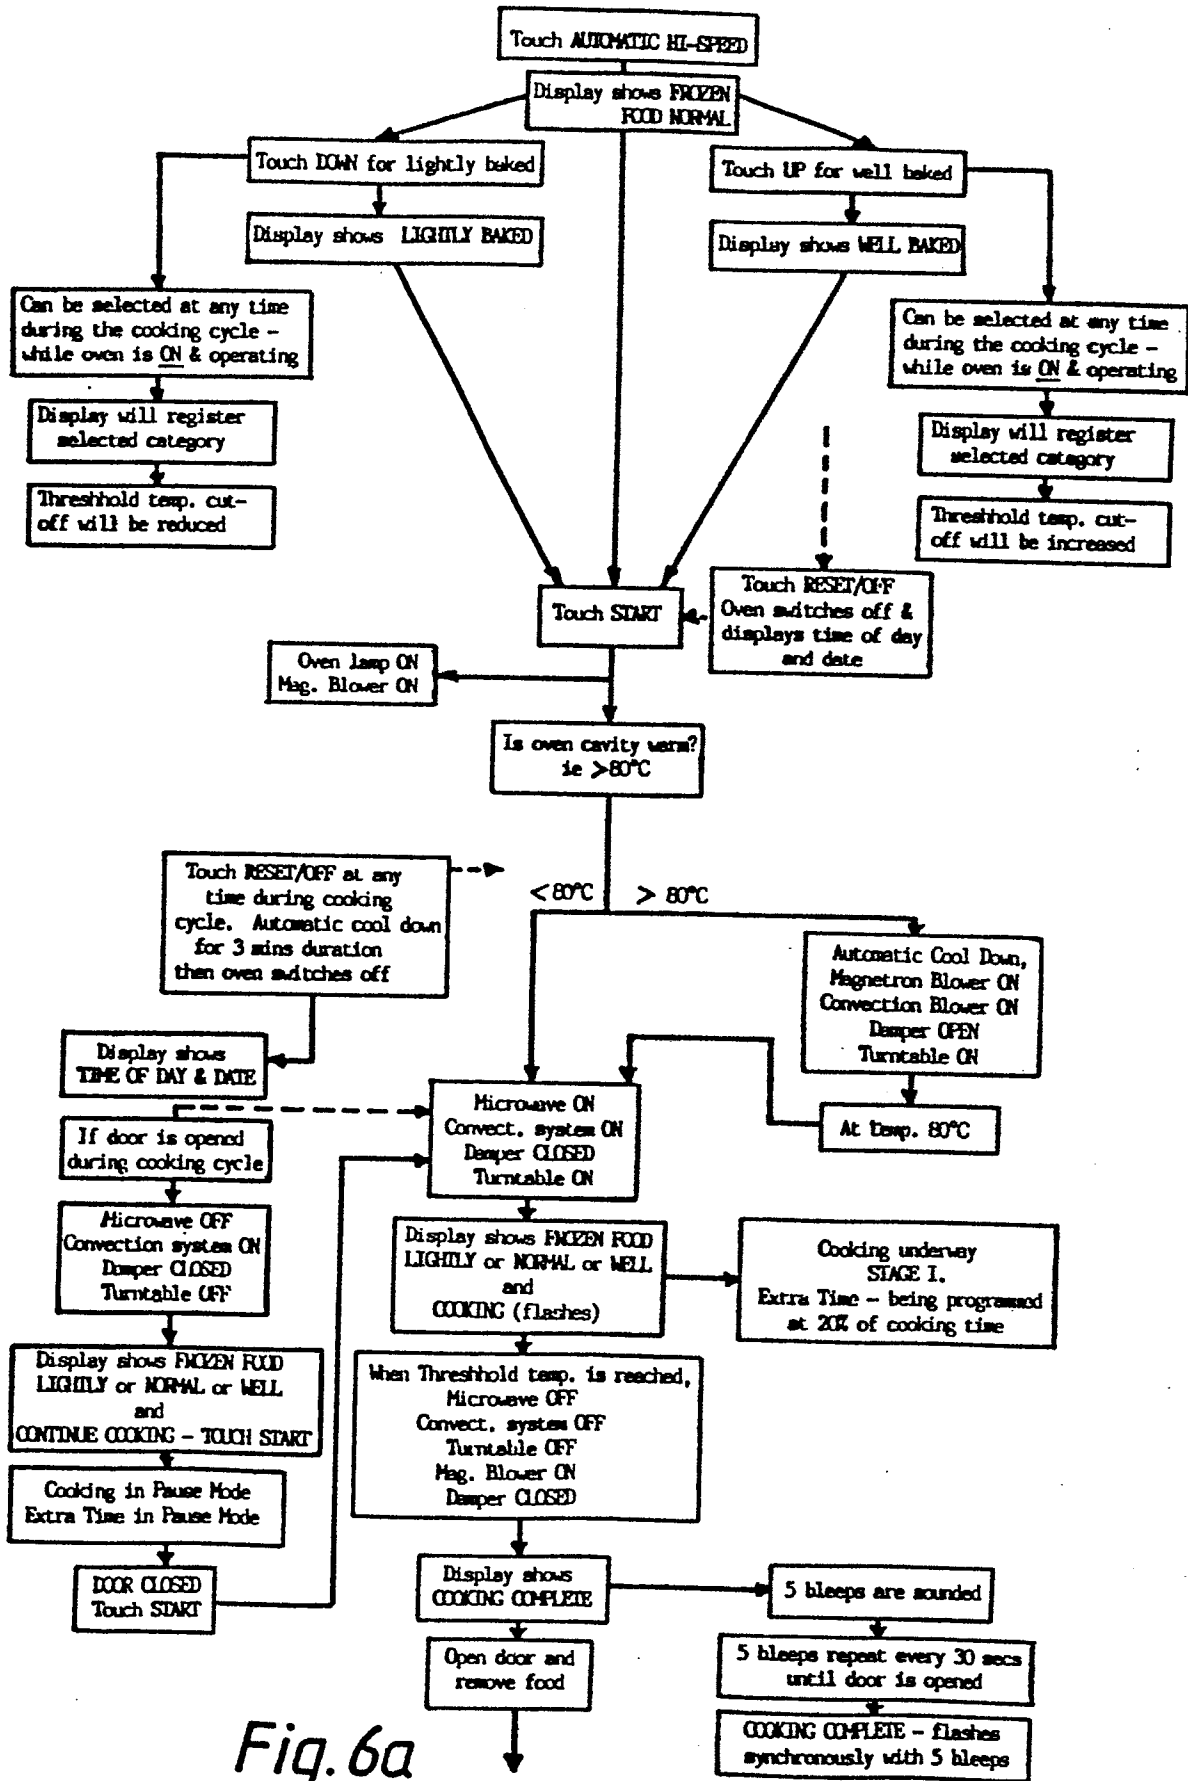 Touch AUTOMATIC HI-SPEED
Display shows FROZEN
FOOD NORMAL
Touch DOWN for lightly baked
Touch UP for well baked
Display shows LIGHTLY BAKED
Display shows WELL BAKED
Can be selected at any time
during the cooking cycle -
while oven is ON & operating
Can be selected at any time
during the cooking cycle -
while oven is ON & operating
Display will register
selected category
Display will register
selected category
Threshhold temp. cut-
off will be reduced
Threshhold temp. cut-
off will be increased
Touch START
Touch RESET/OFF
Oven switches off &
displays time of day
and date
Oven lamp ON
Mag. Blower ON
Is oven cavity warm?
ie >80°C
Touch RESET/OFF at any
time during cooking
cycle. Automatic cool down
for 3 mins duration
then oven switches off
<80°C
> 80°C
Automatic Cool Down,
Magnetron Blower ON
Convection Blower ON
Damper OPEN
Turntable ON
Display shows
TIME OF DAY & DATE
At temp. 80°C
Microwave ON
Convect. system ON
Damper CLOSED
Turntable ON
If door is opened
during cooking cycle
Microwave OFF
Convection system ON
Damper CLOSED
Turntable OFF
Display shows FROZEN FOOD
LIGHTLY or NORMAL or WELL
and
COOKING (flashes)
Cooking underway
STAGE I.
Extra Time - being programmed
at 20% of cooking time
Display shows FROZEN FOOD
LIGHTLY or NORMAL or WELL
and
CONTINUE COOKING - TOUCH START
When Threshhold temp. is reached,
Microwave OFF
Convect. system OFF
Turntable OFF
Mag. Blower ON
Damper CLOSED
Cooking in Pause Mode
Extra Time in Pause Mode
DOOR CLOSED
Touch START
Display shows
COOKING COMPLETE
5 bleeps are sounded
Open door and
remove food
5 bleeps repeat every 30 secs
until door is opened
COOKING COMPLETE - flashes
synchronously with 5 bleeps
Fig. 6a